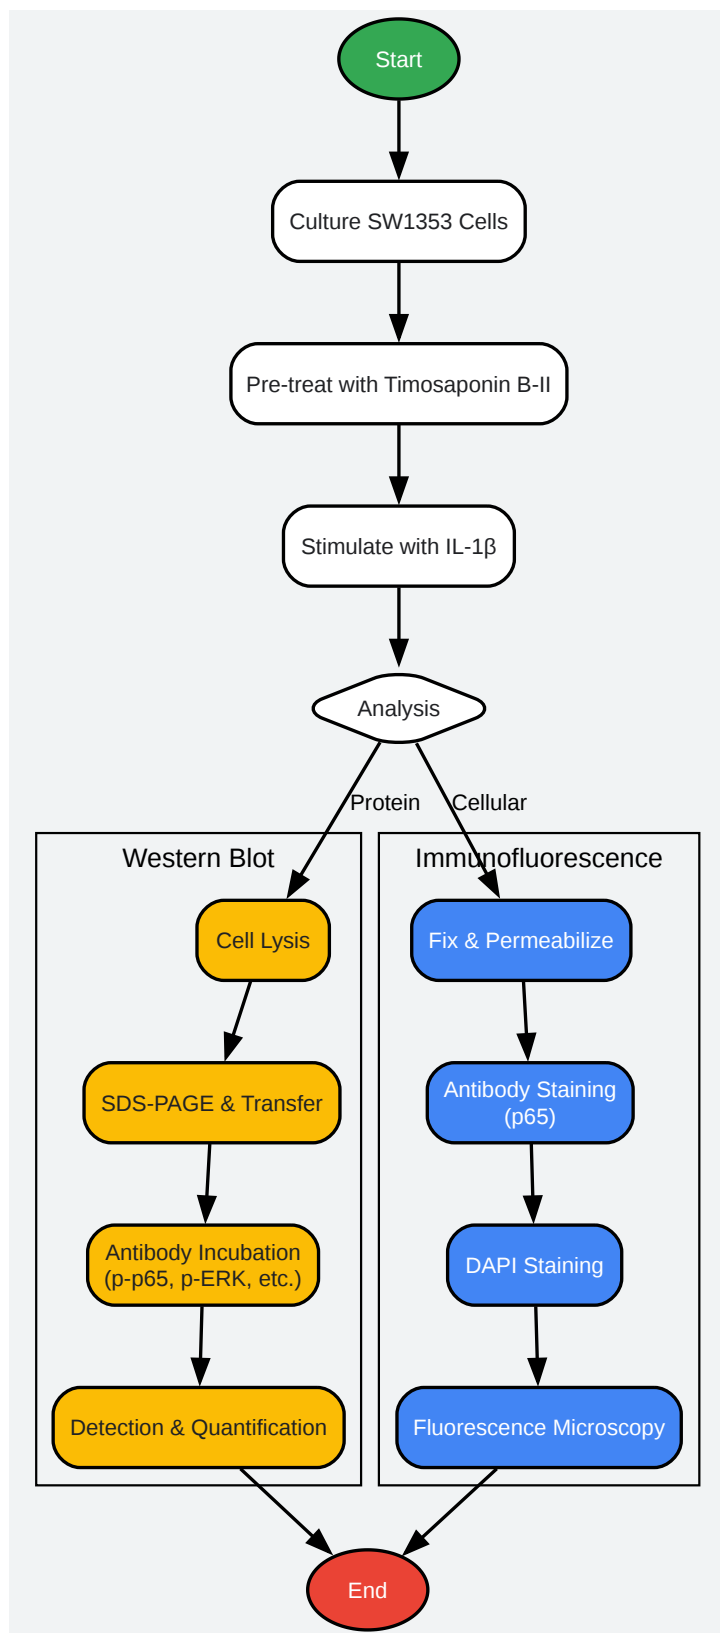 Start
Culture SW1353 Cells
Pre-treat with Timosaponin B-II
Stimulate with IL-1β
Analysis
Protein
Cellular
Western Blot
Cell Lysis
SDS-PAGE & Transfer
Antibody Incubation
(p-p65, p-ERK, etc.)
Detection & Quantification
Immunofluorescence
Fix & Permeabilize
Antibody Staining
(p65)
DAPI Staining
Fluorescence Microscopy
End